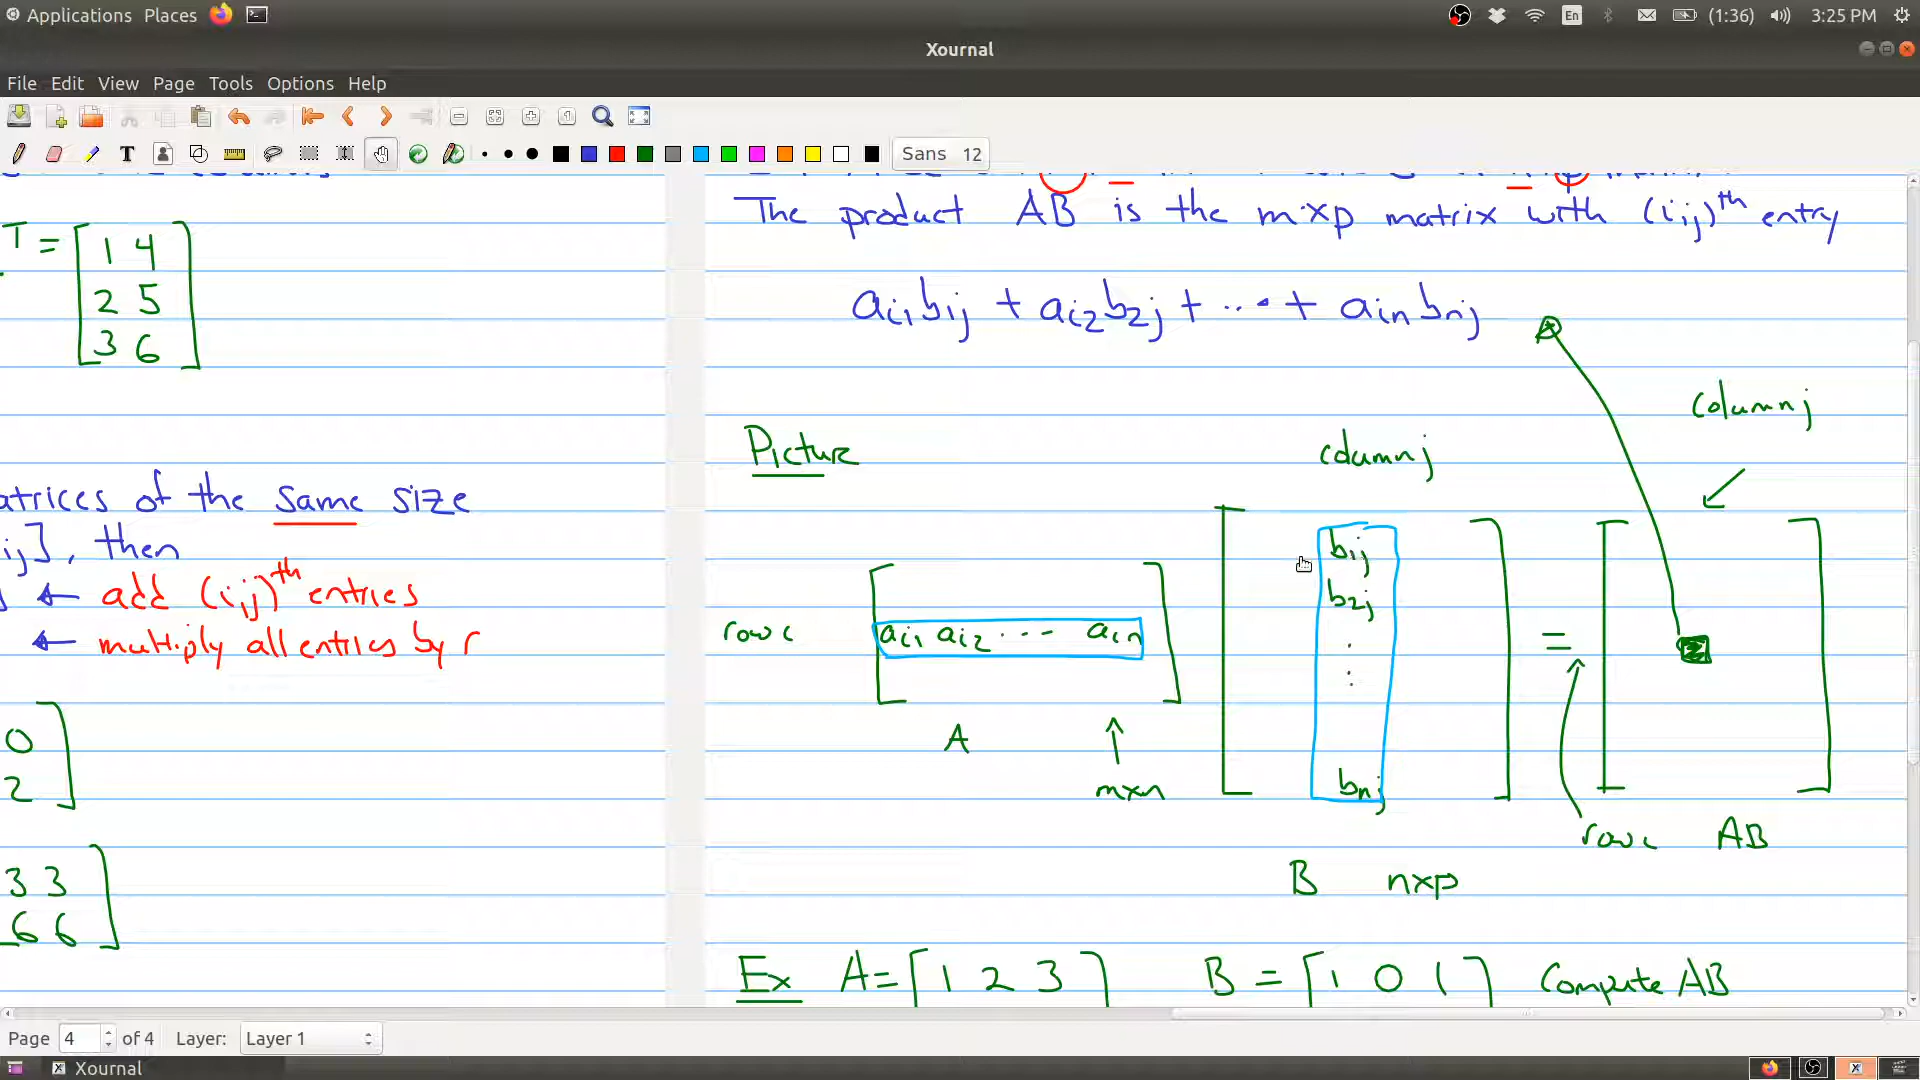 Applications Places En (1:36) 3:25 PM
Xournal
File Edit View Page Tools Options Help
Sans 12
T = [ 1 4
2 5
3 6 ]
atrices of the same size
ij], then
← add (i,j)th entries
← multiply all entries by r
0
2 ]
3 3
6 6 ]
The product AB is the mxp matrix with (i,j)th entry
ai1b1j + ai2b2j + ... + ainbnj
Picture
column j
column j
b1j
b2j
row i
ai1 ai2 ... ain
=
bnj
A
mxn
row i AB
B nxp
Ex A = [ 1 2 3 ] B = [ 1 0 1 ] Compute AB
Page 4 of 4 Layer: Layer 1
Xournal